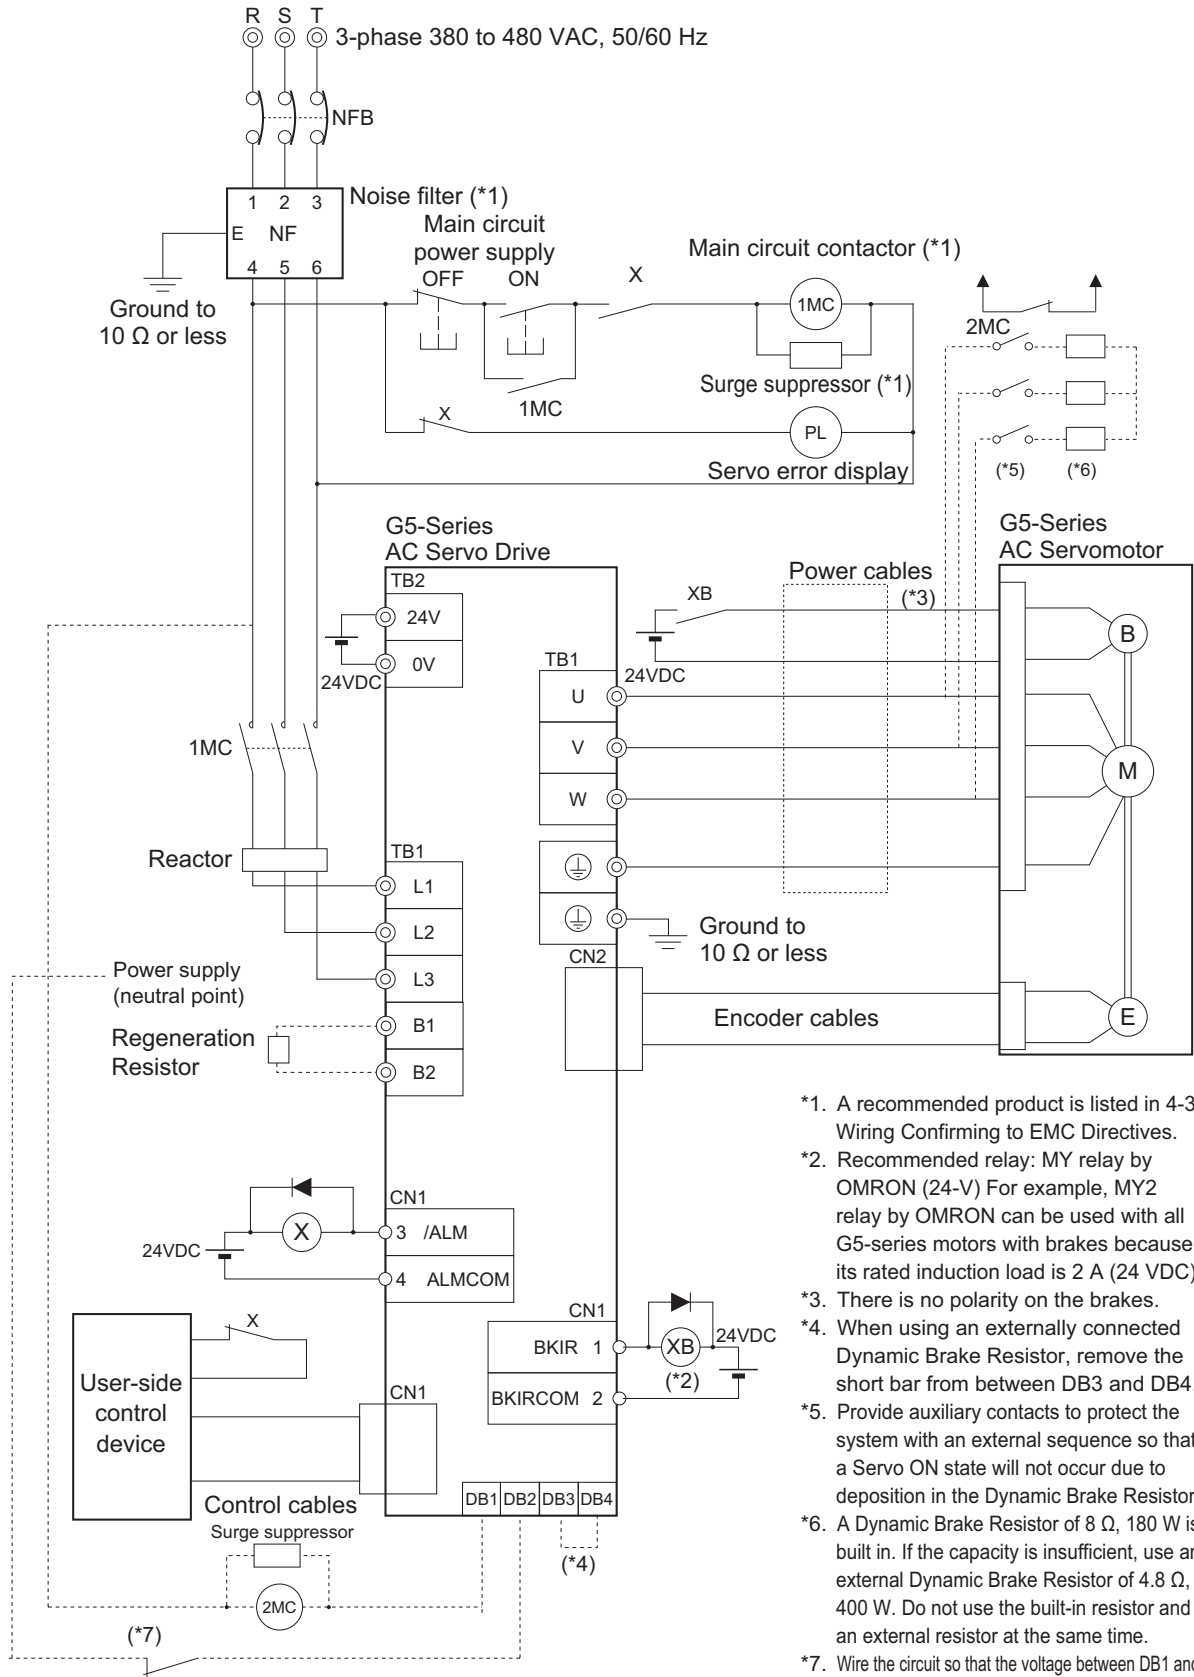 R S T
3-phase 380 to 480 VAC, 50/60 Hz
NFB
Noise filter (*1)
1 2 3
E NF
4 5 6
Ground to
10 Ω or less
Main circuit
power supply
OFF ON
X
Main circuit contactor (*1)
1MC
Surge suppressor (*1)
1MC
X
PL
Servo error display
2MC
(*5) (*6)
G5-Series
AC Servo Drive
G5-Series
AC Servomotor
TB2
24V
0V
24VDC
XB
24VDC
Power cables
(*3)
B
TB1
U
V
W
M
1MC
Reactor
TB1
L1
L2
L3
B1
B2
Power supply
(neutral point)
Regeneration
Resistor
Ground to
10 Ω or less
CN2
Encoder cables
E
CN1
X
24VDC
3 /ALM
4 ALMCOM
CN1
BKIR 1
BKIRCOM 2
XB
(*2)
24VDC
User-side
control
device
X
CN1
Control cables
DB1 DB2 DB3 DB4
(*4)
Surge suppressor
2MC
(*7)
*1. A recommended product is listed in 4-3
Wiring Confirming to EMC Directives.
*2. Recommended relay: MY relay by
OMRON (24-V) For example, MY2
relay by OMRON can be used with all
G5-series motors with brakes because
its rated induction load is 2 A (24 VDC)
*3. There is no polarity on the brakes.
*4. When using an externally connected
Dynamic Brake Resistor, remove the
short bar from between DB3 and DB4.
*5. Provide auxiliary contacts to protect the
system with an external sequence so that
a Servo ON state will not occur due to
deposition in the Dynamic Brake Resistor
*6. A Dynamic Brake Resistor of 8 Ω, 180 W is
built in. If the capacity is insufficient, use an
external Dynamic Brake Resistor of 4.8 Ω,
400 W. Do not use the built-in resistor and
an external resistor at the same time.
*7. Wire the circuit so that the voltage between DB1 and